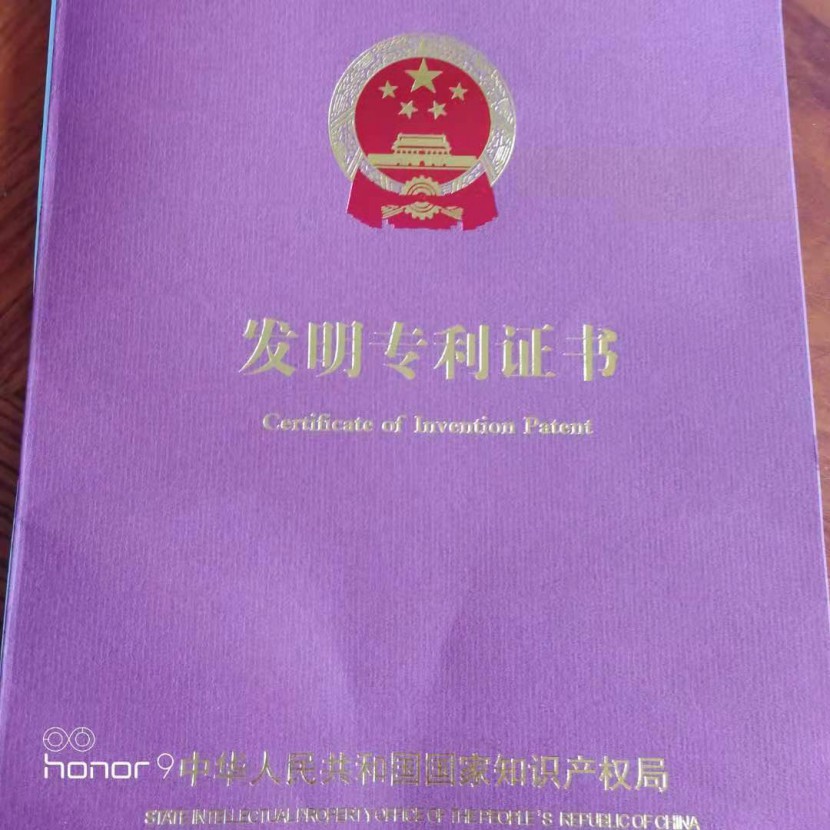 发明专利证书
Certificate of Invention Patent
honor 9
中华人民共和国国家知识产权局
STATE INTELLECTUAL PROPERTY OFFICE OF THE PEOPLE'S REPUBLIC OF CHINA